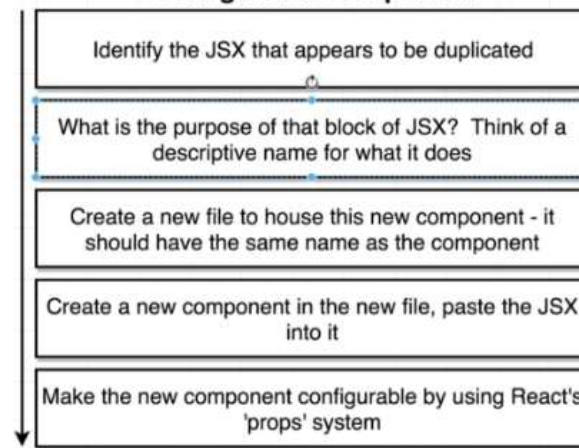 Identify the JSX that appears to be duplicated
What is the purpose of that block of JSX?  Think of a
descriptive name for what it does
Create a new file to house this new component - it
should have the same name as the component
Create a new component in the new file, paste the JSX
into it
Make the new component configurable by using React's
'props' system